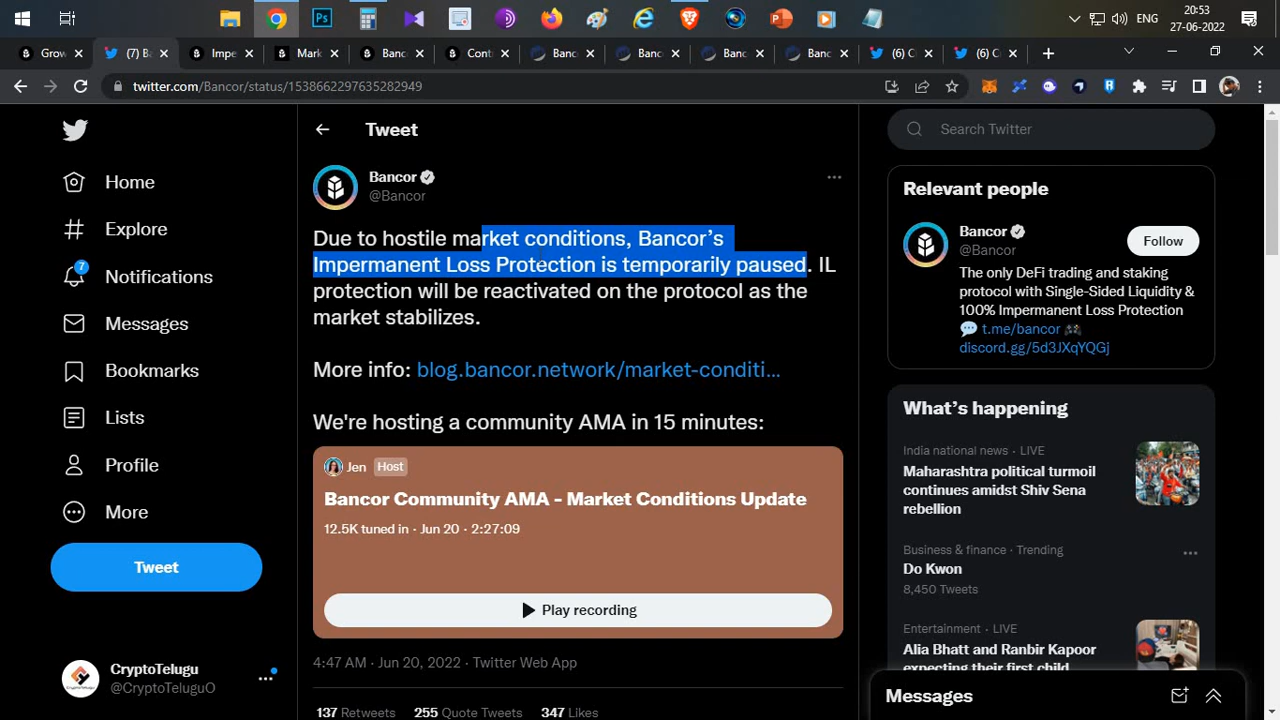 20:53
ENG
27-06-2022
Grow
(7) B
Impe
Mark
Banco
Cont
Banc
Banc
Banc
Banc
(6) C
(6) C
twitter.com/Bancor/status/1538662297635282949
Tweet
Search Twitter
Home
Explore
7
Notifications
Messages
Bookmarks
Lists
Profile
More
Tweet
CryptoTelugu
@CryptoTeluguO
Bancor
@Bancor
Due to hostile market conditions, Bancor’s
Impermanent Loss Protection is temporarily paused. IL
protection will be reactivated on the protocol as the
market stabilizes.
More info: blog.bancor.network/market-conditi...
We're hosting a community AMA in 15 minutes:
Jen Host
Bancor Community AMA - Market Conditions Update
12.5K tuned in · Jun 20 · 2:27:09
Play recording
4:47 AM · Jun 20, 2022 · Twitter Web App
137 Retweets 255 Quote Tweets 347 Likes
Relevant people
Bancor
@Bancor
Follow
The only DeFi trading and staking
protocol with Single-Sided Liquidity &
100% Impermanent Loss Protection
t.me/bancor
discord.gg/5d3JXqYQGj
What’s happening
India national news · LIVE
Maharashtra political turmoil
continues amidst Shiv Sena
rebellion
Business & finance · Trending
Do Kwon
8,450 Tweets
Entertainment · LIVE
Alia Bhatt and Ranbir Kapoor
expecting their first child
Messages